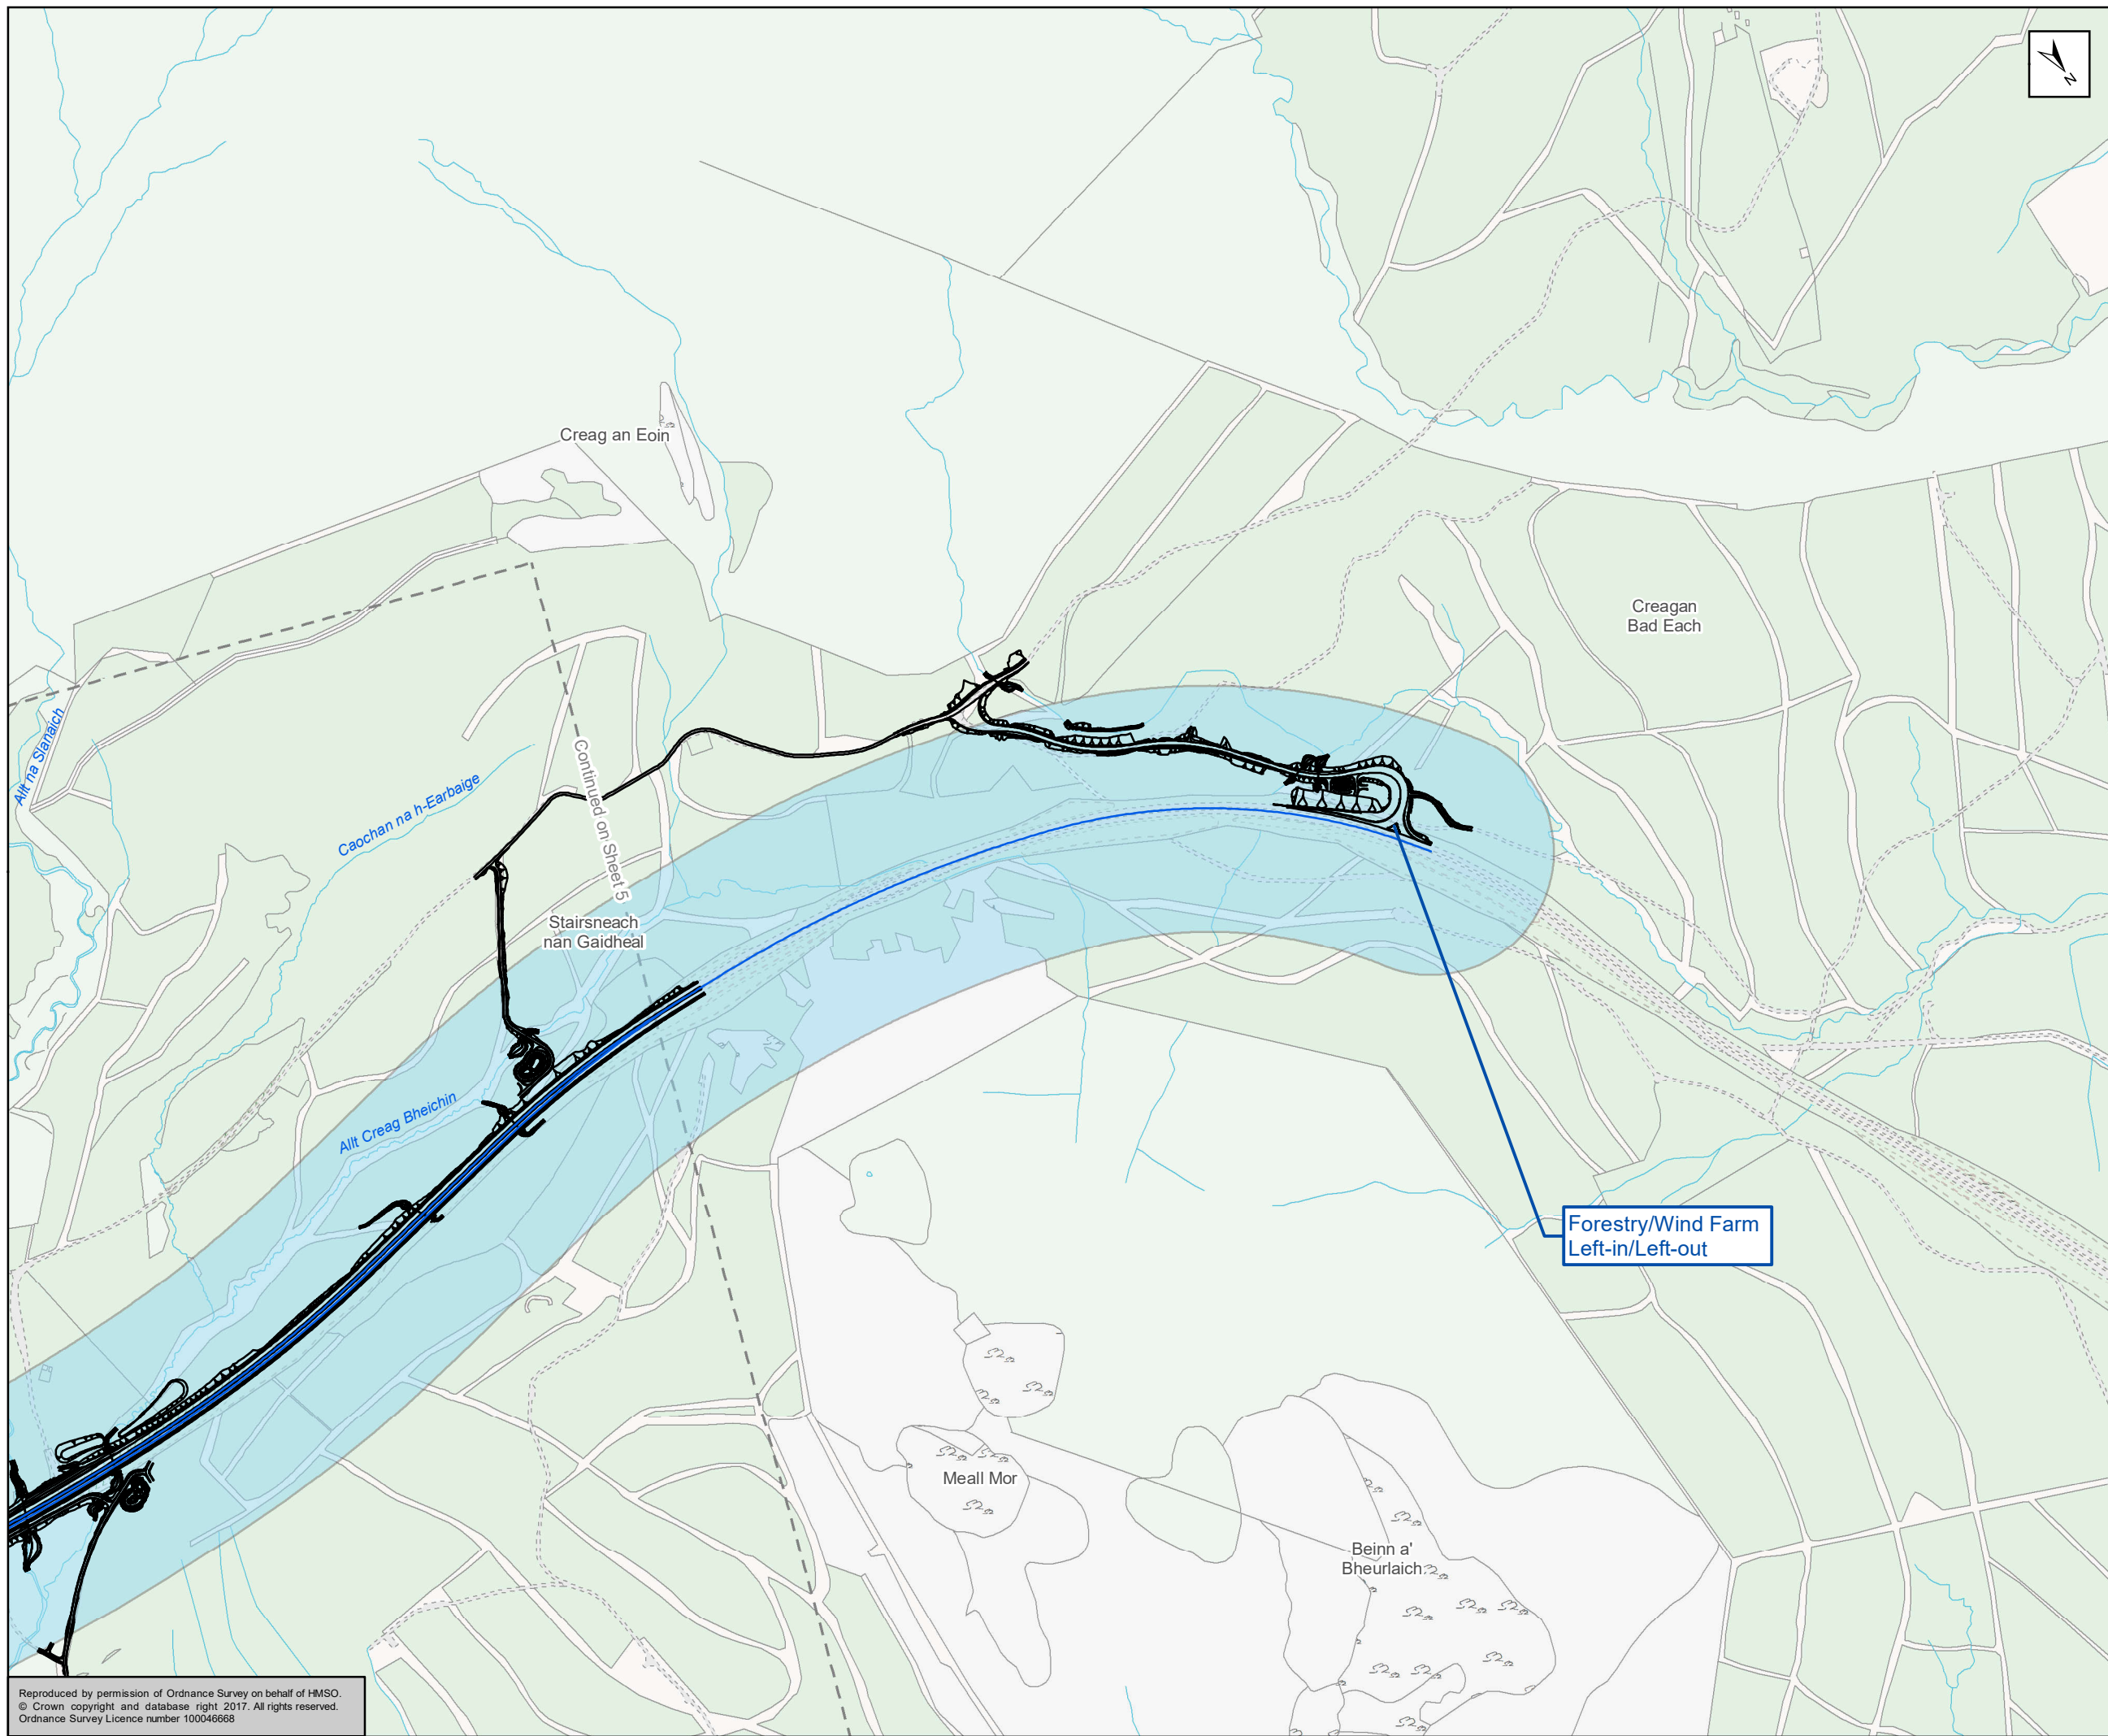 N
Creag an Eoin
Creagan
Bad Each
Allt na Slanaich
Caochan na h-Earbaige
Continued on Sheet 5
Stairsneach
nan Gaidheal
Allt Creag Bheichin
Forestry/Wind Farm
Left-in/Left-out
Meall Mor
Beinn a'
Bheurlaich
Reproduced by permission of Ordnance Survey on behalf of HMSO.
© Crown copyright and database right 2017. All rights reserved.
Ordnance Survey Licence number 100046668